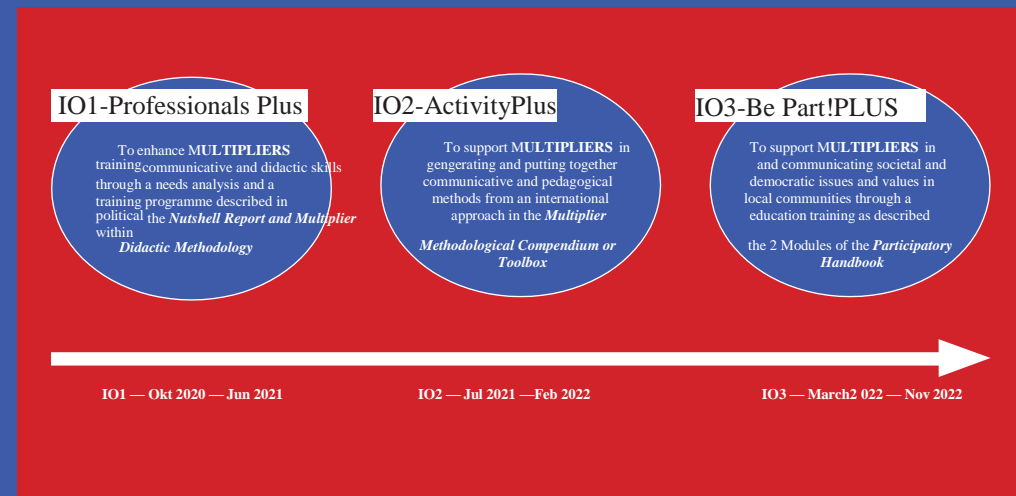 IO1-Professionals Plus
To enhance MULTIPLIERS
training communicative and didactic skills
through a needs analysis and a
training programme described in
political the Nutshell Report and Multiplier
within
Didactic Methodology
IO2-ActivityPlus
To support MULTIPLIERS in
gengerating and putting together
communicative and pedagogical
methods from an international
approach in the Multiplier
Methodological Compendium or
Toolbox
IO3-Be Part!PLUS
To support MULTIPLIERS in
and communicating societal and
democratic issues and values in
local communities through a
education training as described
the 2 Modules of the Participatory
Handbook
IO1 — Okt 2020 — Jun 2021
IO2 — Jul 2021 —Feb 2022
IO3 — March2 022 — Nov 2022